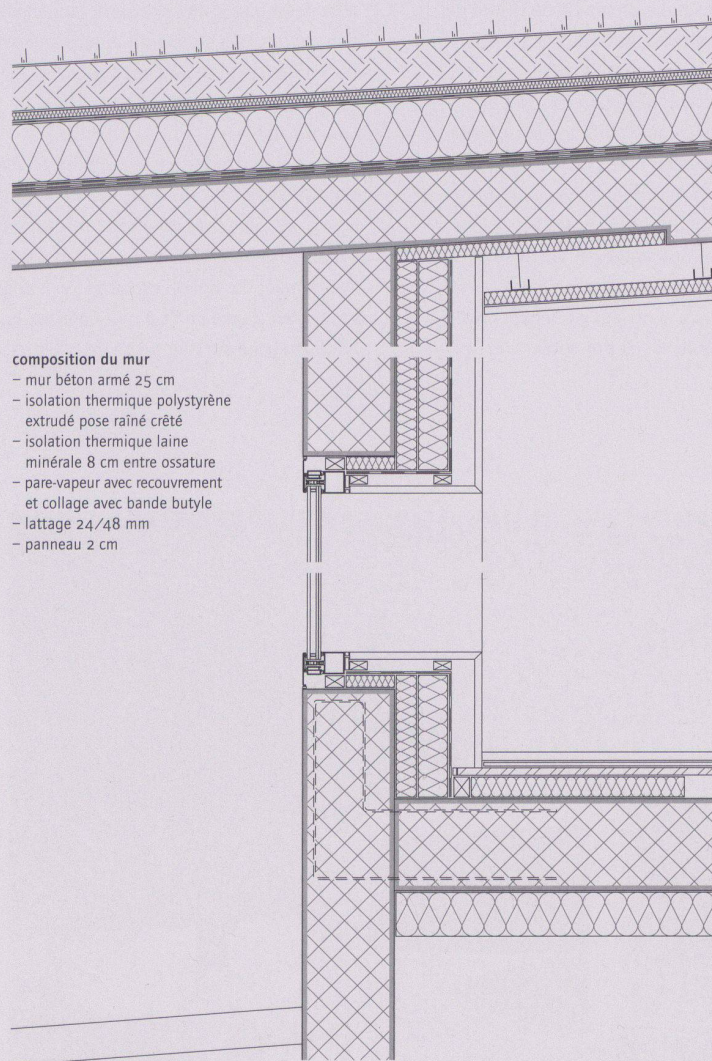 composition du mur
– mur béton armé 25 cm
– isolation thermique polystyrène
extrudé pose raîné crêté
– isolation thermique laine
minérale 8 cm entre ossature
– pare-vapeur avec recouvrement
et collage avec bande butyle
– lattage 24/48 mm
– panneau 2 cm